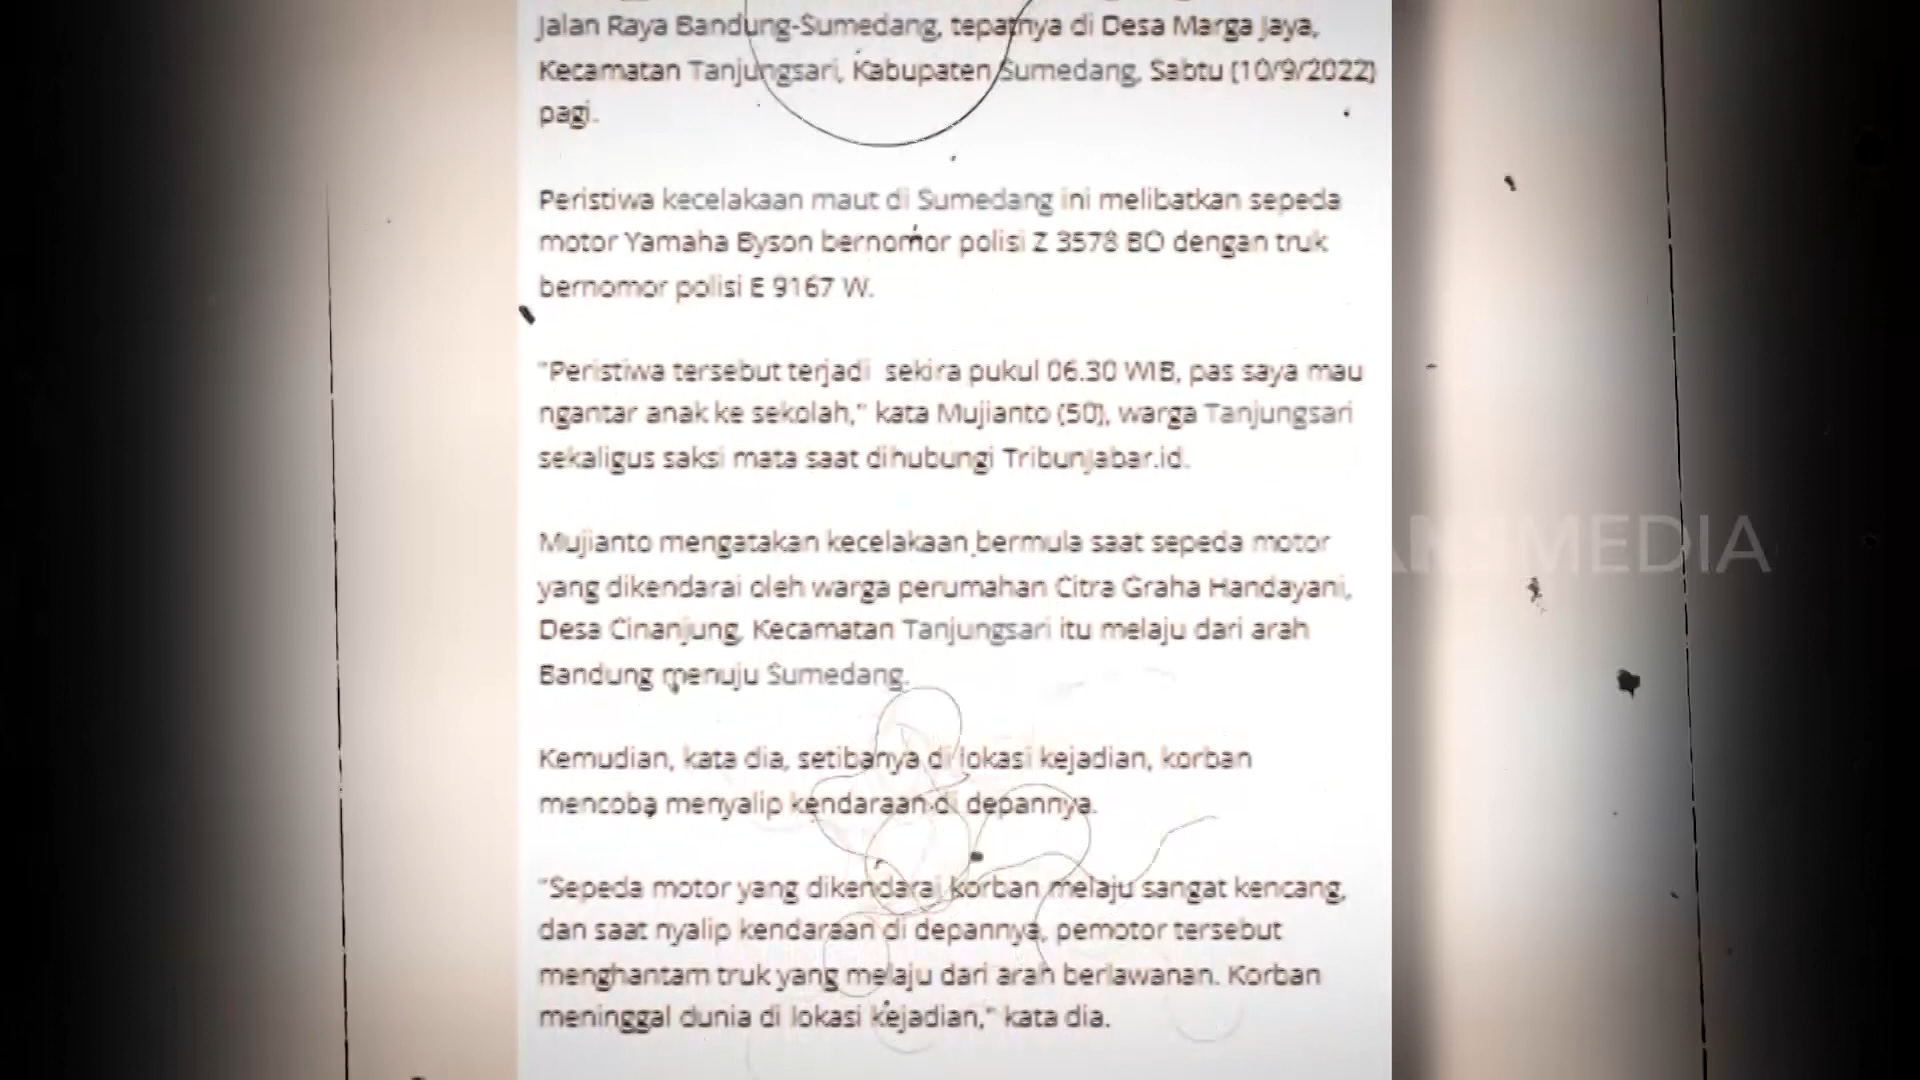 Jalan Raya Bandung-Sumedang, tepatnya di Desa Marga Jaya,
Kecamatan Tanjungsari, Kabupaten Sumedang, Sabtu (10/9/2022)
pagi.
Peristiwa kecelakaan maut di Sumedang ini melibatkan sepeda
motor Yamaha Byson bernomor polisi Z 3578 BO dengan truk
bernomor polisi E 9167 W.
"Peristiwa tersebut terjadi sekira pukul 06.30 WIB, pas saya mau
ngantar anak ke sekolah," kata Mujianto (50), warga Tanjungsari
sekaligus saksi mata saat dihubungi TribunJabar.id.
Mujianto mengatakan kecelakaan bermula saat sepeda motor
yang dikendarai oleh warga perumahan Citra Graha Handayani,
Desa Cinanjung, Kecamatan Tanjungsari itu melaju dari arah
Bandung menuju Sumedang.
Kemudian, kata dia, setibanya di lokasi kejadian, korban
mencoba menyalip kendaraan di depannya.
"Sepeda motor yang dikendarai korban melaju sangat kencang,
dan saat nyalip kendaraan di depannya, pemotor tersebut
menghantam truk yang melaju dari arah berlawanan. Korban
meninggal dunia di lokasi kejadian," kata dia.
ANSMEDIA